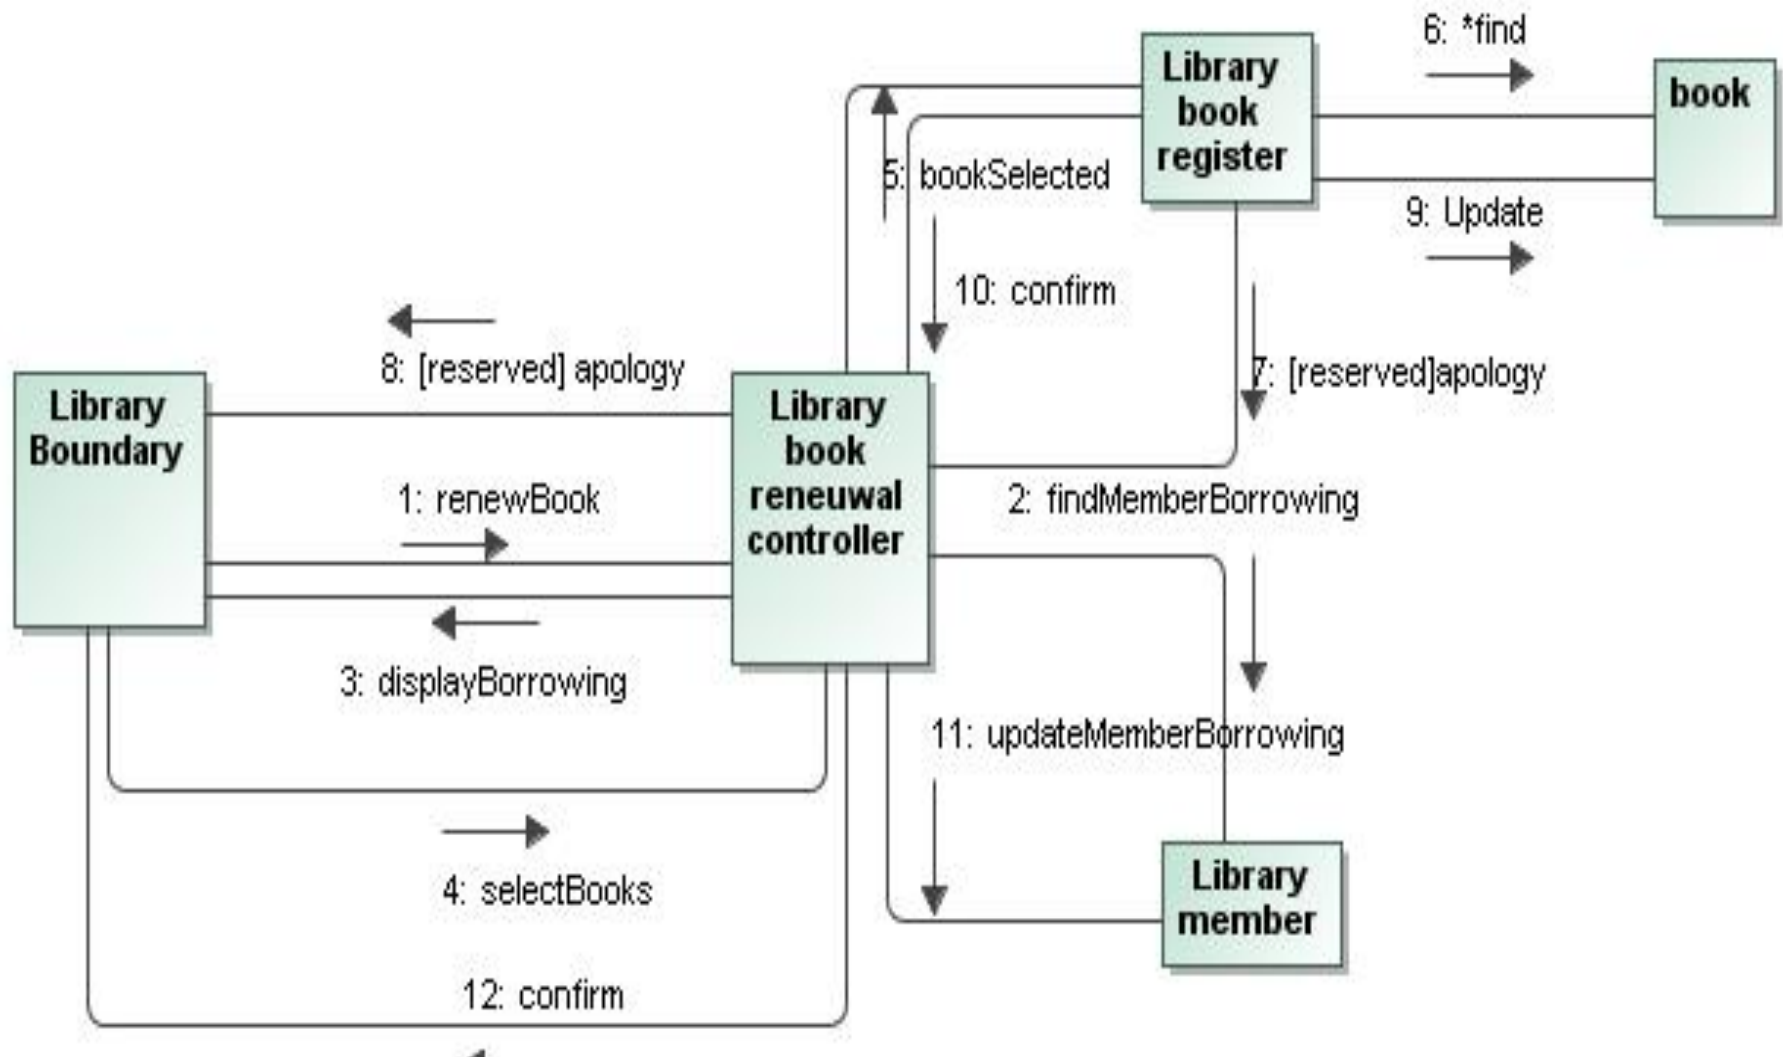 6: *find
Library
book
register
book
5: bookSelected
9: Update
10: confirm
8: [reserved] apology
7: [reserved]apology
Library
Boundary
Library
book
reneuwal
controller
1: renewBook
2: findMemberBorrowing
3: displayBorrowing
11: updateMemberBorrowing
4: selectBooks
Library
member
12: confirm